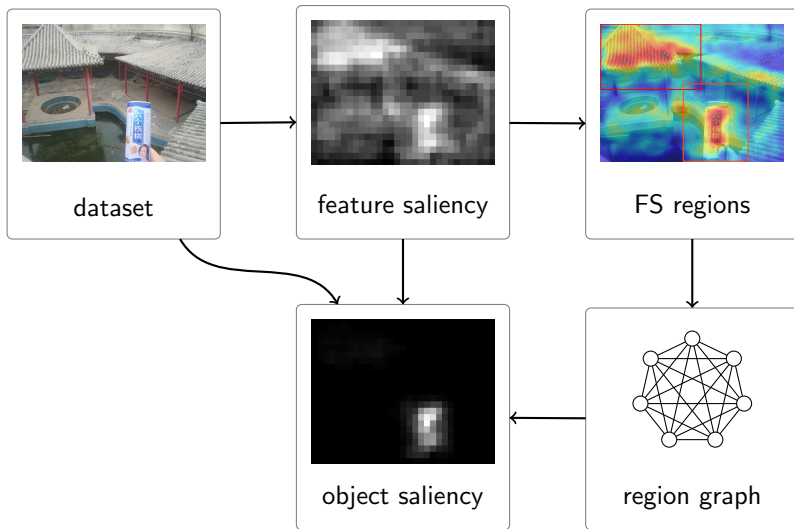 dataset
feature saliency
FS regions
object saliency
region graph